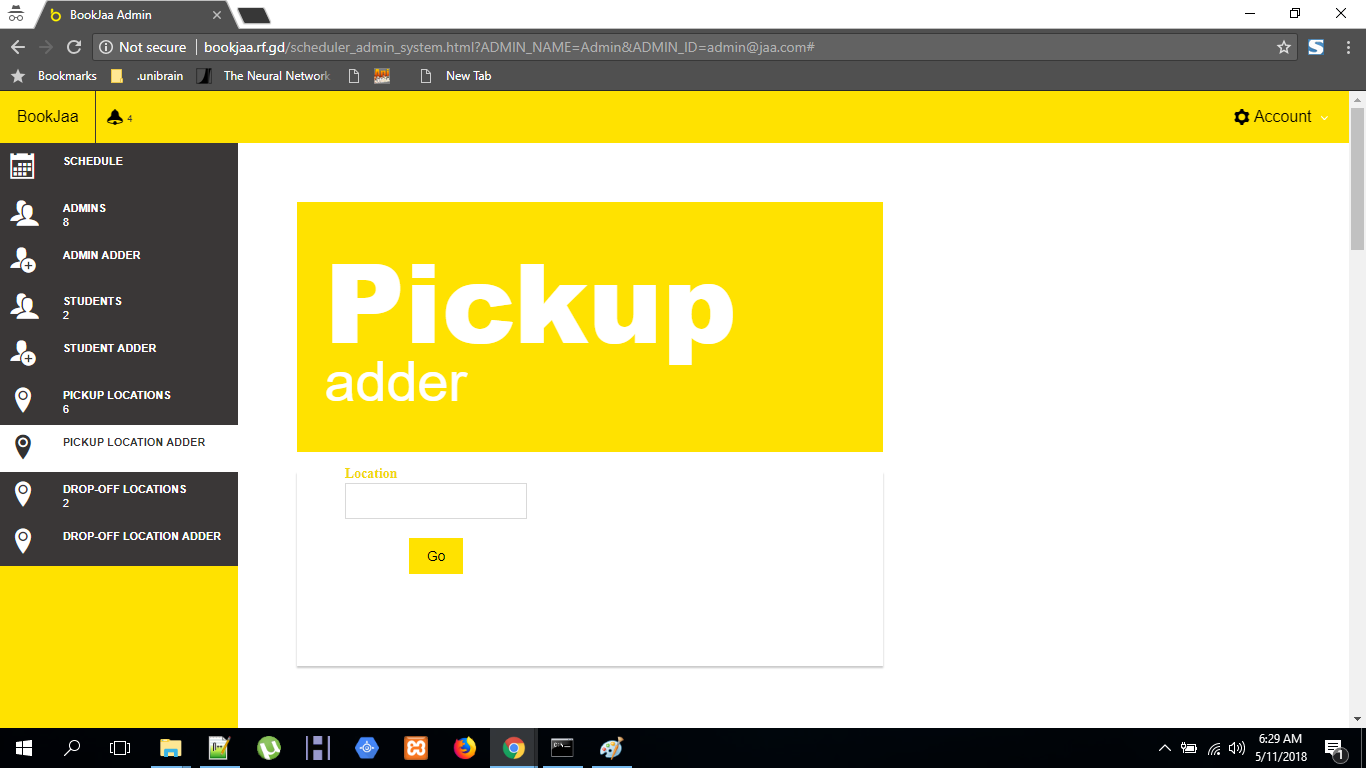 BookJaa Admin
Not secure bookjaa.rf.gd/scheduler_admin_system.html?ADMIN_NAME=Admin&ADMIN_ID=admin@jaa.com#
Bookmarks .unibrain The Neural Network New Tab
BookJaa 4 Account
SCHEDULE
ADMINS
8
ADMIN ADDER
STUDENTS
2
STUDENT ADDER
PICKUP LOCATIONS
6
PICKUP LOCATION ADDER
DROP-OFF LOCATIONS
2
DROP-OFF LOCATION ADDER
Pickup
adder
Location
Go
6:29 AM
5/11/2018
1